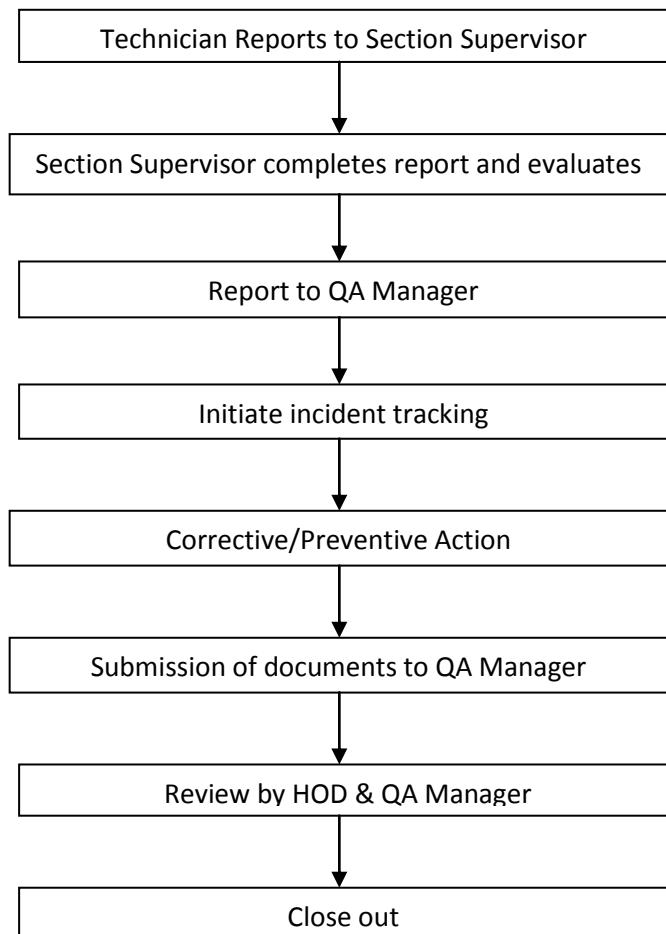 Technician Reports to Section Supervisor
Section Supervisor completes report and evaluates
Report to QA Manager
Initiate incident tracking
Corrective/Preventive Action
Submission of documents to QA Manager
Review by HOD & QA Manager
Close out